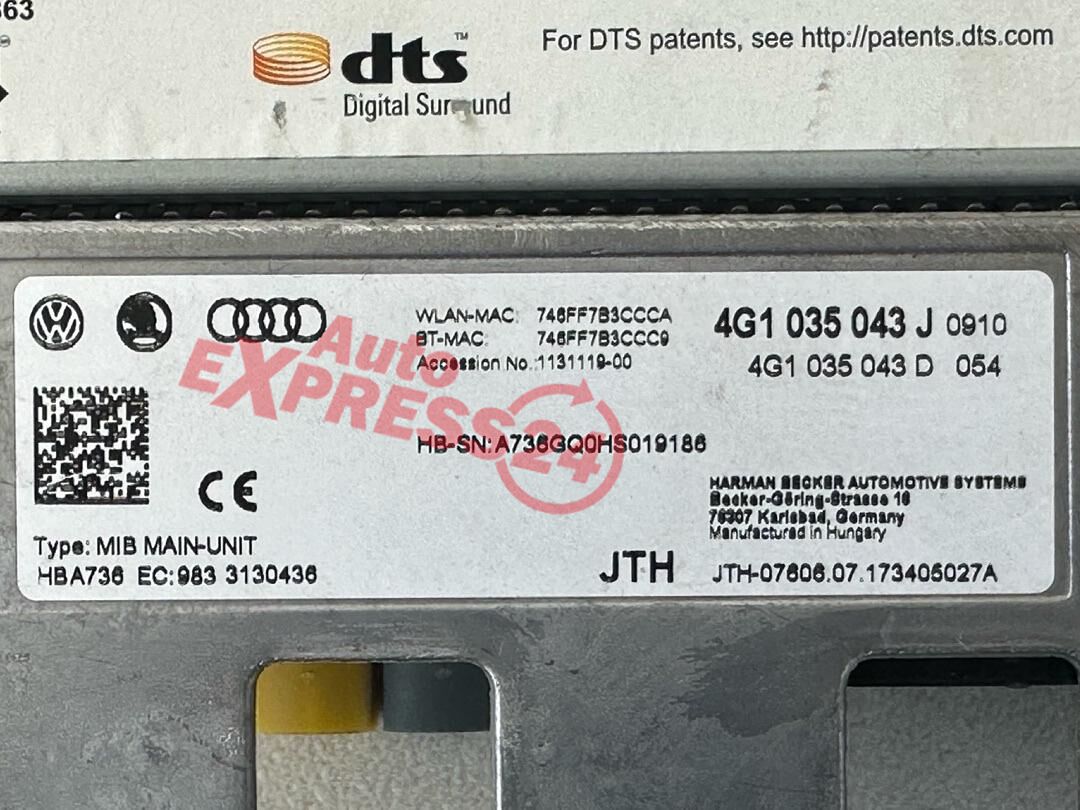 363
dts™
Digital Surround
For DTS patents, see http://patents.dts.com
WLAN-MAC: 746FF7B3CCCA
BT-MAC: 746FF7B3CCC9
Accession No.:1131119-00
4G1 035 043 J 0910
4G1 035 043 D 054
Auto
EXPRESS24
HB-SN: A736GQ0HS019186
CE
HARMAN BECKER AUTOMOTIVE SYSTEMS
Becker-Göring-Strasse 16
76307 Karlsbad, Germany
Manufactured in Hungary
Type: MIB MAIN-UNIT
HBA736 EC:983 3130436
JTH
JTH-07606.07.173405027A